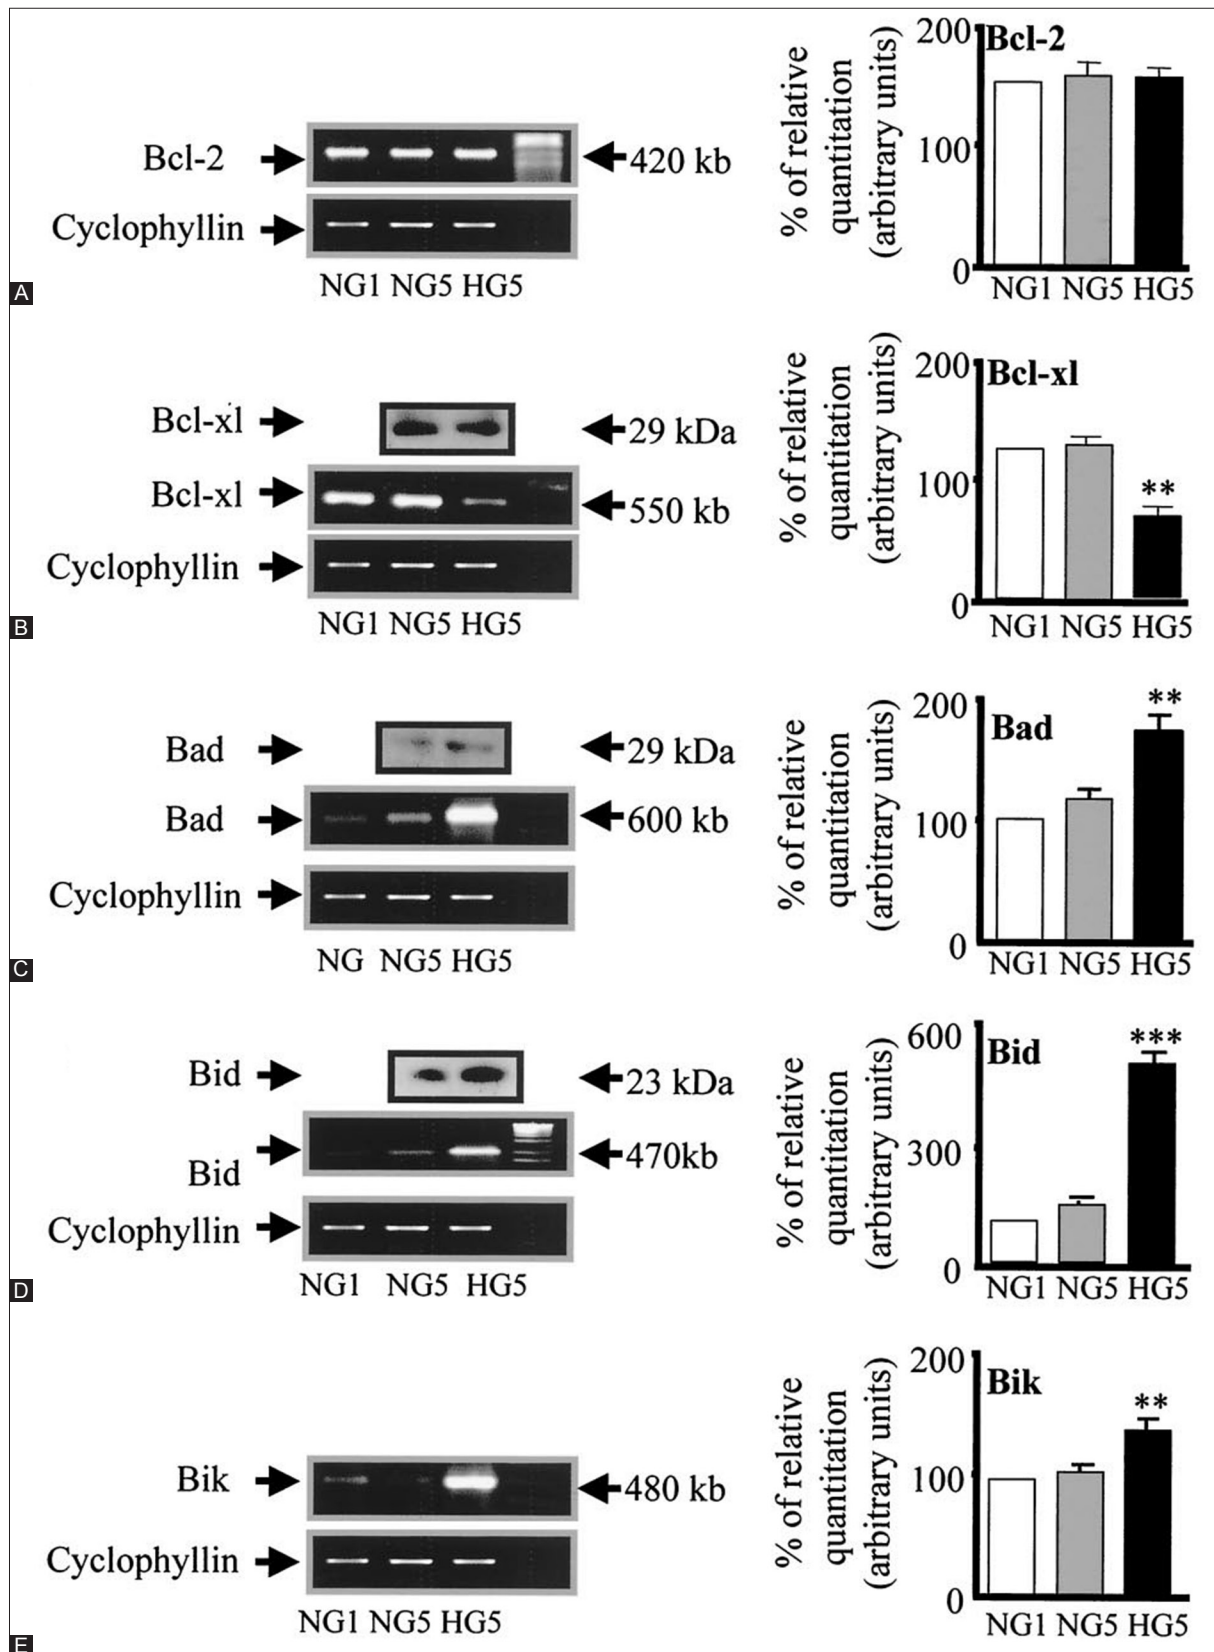 200
Bcl-2
% of relative
quantitation
(arbitrary units)
100
0
Bcl-2
420 kb
Cyclophyllin
NG1 NG5 HG5
NG1 NG5 HG5
A
200
Bcl-xl
% of relative
quantitation
(arbitrary units)
100
**
0
Bcl-xl
29 kDa
Bcl-xl
550 kb
Cyclophyllin
NG1 NG5 HG5
NG1 NG5 HG5
B
200
**
Bad
% of relative
quantitation
(arbitrary units)
100
0
Bad
29 kDa
Bad
600 kb
Cyclophyllin
NG NG5 HG5
NG1 NG5 HG5
C
600
***
Bid
% of relative
quantitation
(arbitrary units)
300
0
Bid
23 kDa
Bid
470kb
Cyclophyllin
NG1 NG5 HG5
NG1 NG5 HG5
D
200
Bik
**
% of relative
quantitation
(arbitrary units)
100
0
Bik
480 kb
Cyclophyllin
NG1 NG5 HG5
NG1 NG5 HG5
E